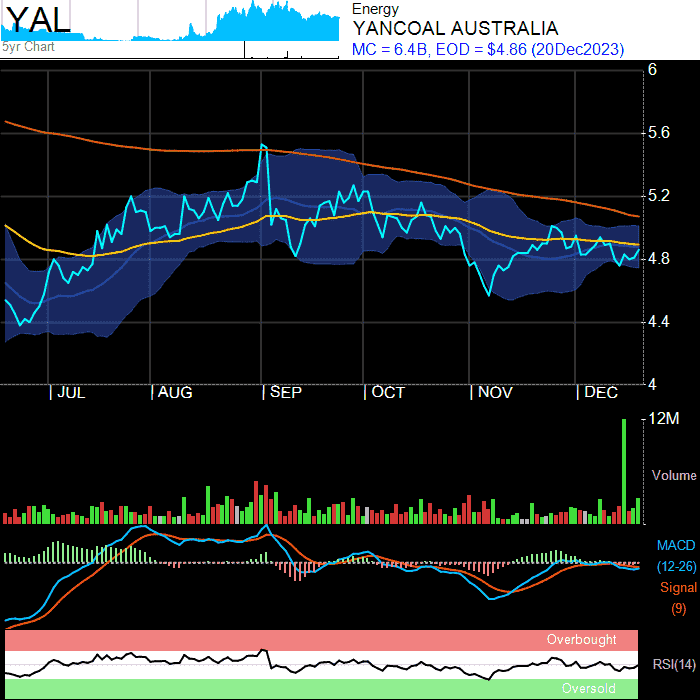 YAL
5yr Chart
Energy
YANCOAL AUSTRALIA
MC = 6.4B, EOD = $4.86 (20Dec2023)
6
5.6
5.2
4.8
4.4
4
JUL AUG SEP OCT NOV DEC
12M
Volume
MACD
(12-26)
Signal
(9)
Overbought
RSI(14)
Oversold